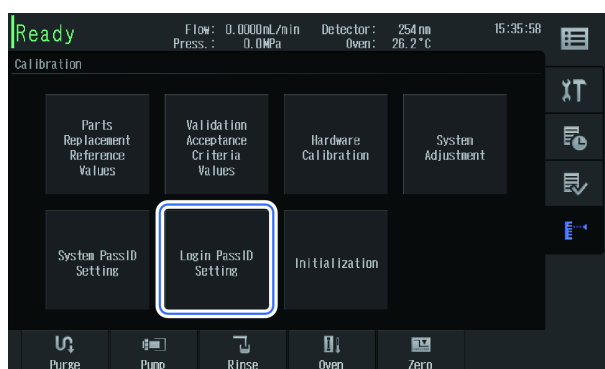 Ready
Flow: 0.0000mL/min Detector: 254 nm 15:35:58
Press.: 0.0MPa Oven: 26.2°C
Calibration
Parts
Replacement
Reference
Values
Validation
Acceptance
Criteria
Values
Hardware
Calibration
System
Adjustment
System PassID
Setting
Login PassID
Setting
Initialization
Purge Pump Rinse Oven Zero